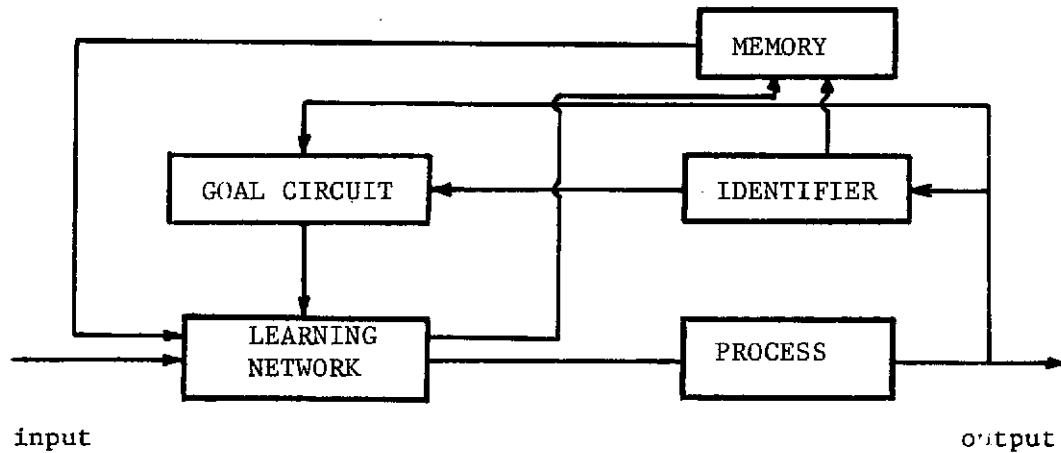 MEMORY
GOAL CIRCUIT
IDENTIFIER
LEARNING
NETWORK
PROCESS
input
output